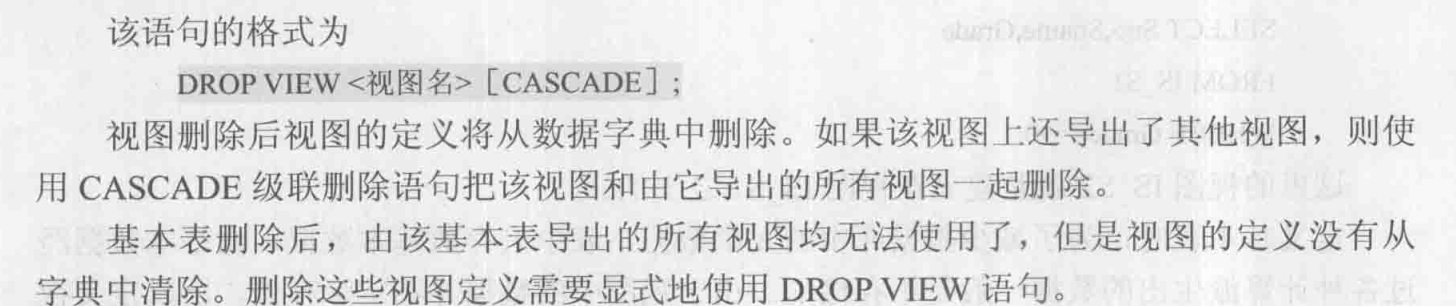 该语句的格式为
DROP VIEW <视图名> [CASCADE];
视图删除后视图的定义将从数据字典中删除。如果该视图上还导出了其他视图，则使
用 CASCADE 级联删除语句把该视图和由它导出的所有视图一起删除。
基本表删除后，由该基本表导出的所有视图均无法使用了，但是视图的定义没有从
字典中清除。删除这些视图定义需要显式地使用 DROP VIEW 语句。